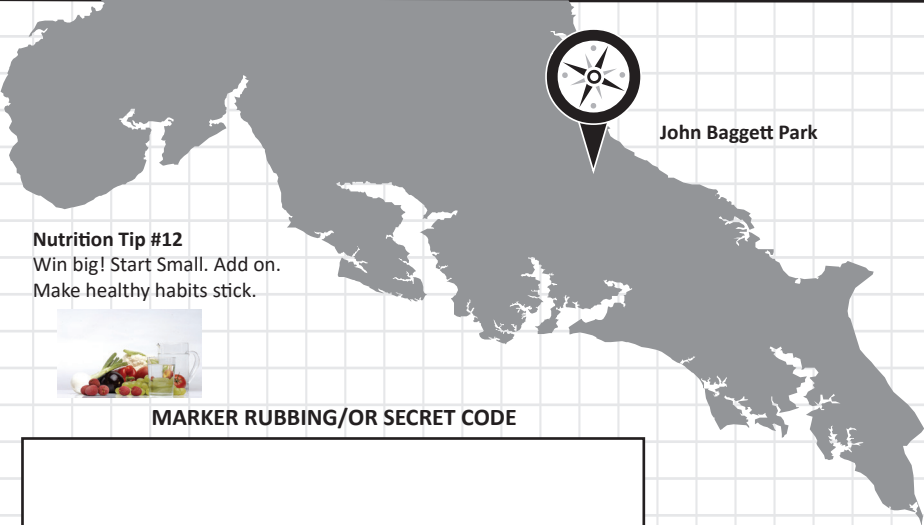 John Baggett Park
Nutrition Tip #12
Win big! Start Small. Add on.
Make healthy habits stick.
MARKER RUBBING/OR SECRET CODE